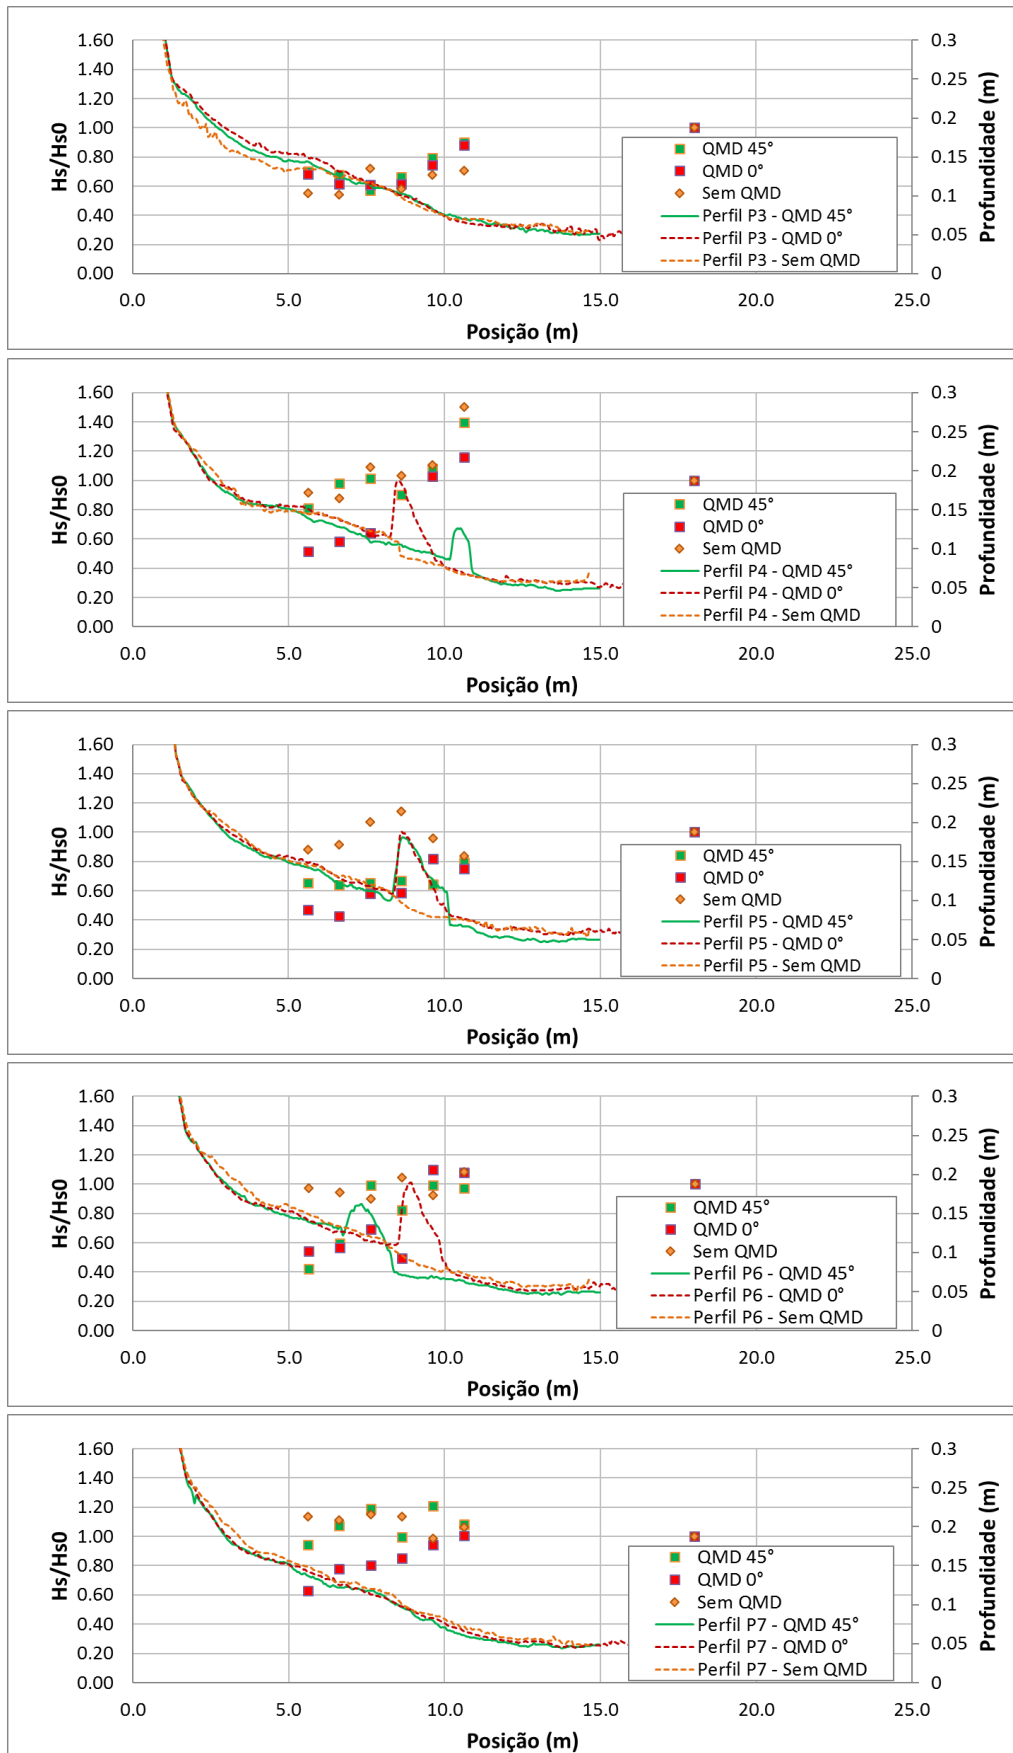 1.60 0.3
1.40 0.25
1.20
1.00 0.2
0.80 0.15
0.60 0.1
0.40
0.20 0.05
0.00 0
Hs/Hs0
Profundidade (m)
QMD 45°
QMD 0°
Sem QMD
Perfil P3 - QMD 45°
Perfil P3 - QMD 0°
Perfil P3 - Sem QMD
0.0 5.0 10.0 15.0 20.0 25.0
Posição (m)
1.60 0.3
1.40 0.25
1.20
1.00 0.2
0.80 0.15
0.60 0.1
0.40
0.20 0.05
0.00 0
Hs/Hs0
Profundidade (m)
QMD 45°
QMD 0°
Sem QMD
Perfil P4 - QMD 45°
Perfil P4 - QMD 0°
Perfil P4 - Sem QMD
0.0 5.0 10.0 15.0 20.0 25.0
Posição (m)
1.60 0.3
1.40 0.25
1.20
1.00 0.2
0.80 0.15
0.60 0.1
0.40
0.20 0.05
0.00 0
Hs/Hs0
Profundidade (m)
QMD 45°
QMD 0°
Sem QMD
Perfil P5 - QMD 45°
Perfil P5 - QMD 0°
Perfil P5 - Sem QMD
0.0 5.0 10.0 15.0 20.0 25.0
Posição (m)
1.60 0.3
1.40 0.25
1.20
1.00 0.2
0.80 0.15
0.60 0.1
0.40
0.20 0.05
0.00 0
Hs/Hs0
Profundidade (m)
QMD 45°
QMD 0°
Sem QMD
Perfil P6 - QMD 45°
Perfil P6 - QMD 0°
Perfil P6 - Sem QMD
0.0 5.0 10.0 15.0 20.0 25.0
Posição (m)
1.60 0.3
1.40 0.25
1.20
1.00 0.2
0.80 0.15
0.60 0.1
0.40
0.20 0.05
0.00 0
Hs/Hs0
Profundidade (m)
QMD 45°
QMD 0°
Sem QMD
Perfil P7 - QMD 45°
Perfil P7 - QMD 0°
Perfil P7 - Sem QMD
0.0 5.0 10.0 15.0 20.0 25.0
Posição (m)